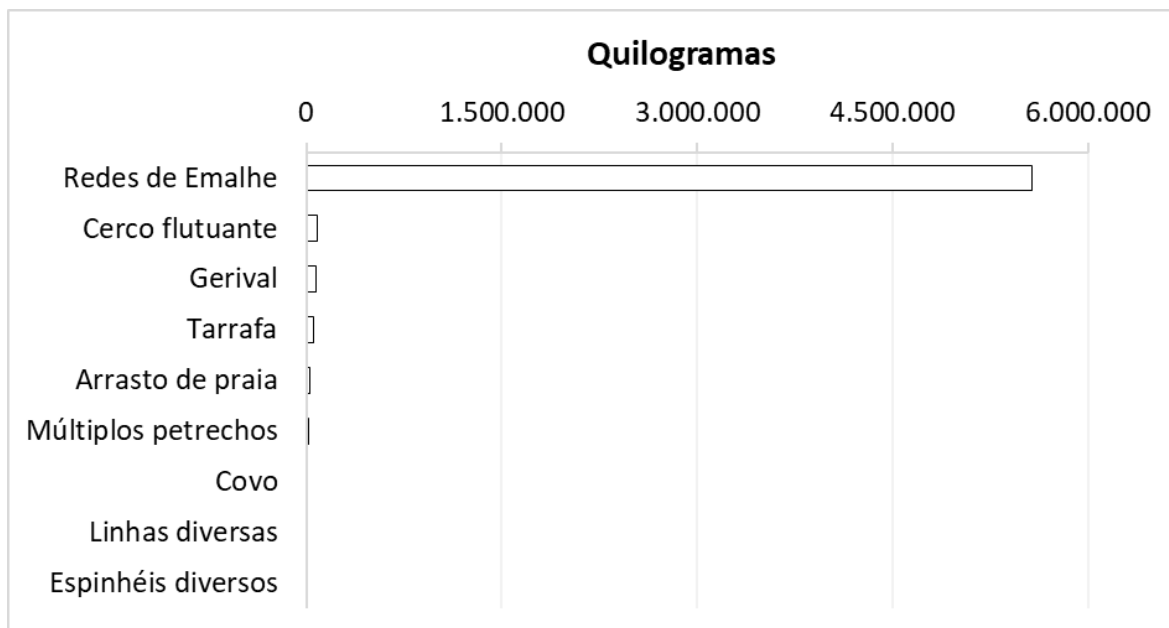 Quilogramas
0 1.500.000 3.000.000 4.500.000 6.000.000
Redes de Emalhe
Cerco flutuante
Gerival
Tarrafa
Arrasto de praia
Múltiplos petrechos
Covo
Linhas diversas
Espinhéis diversos